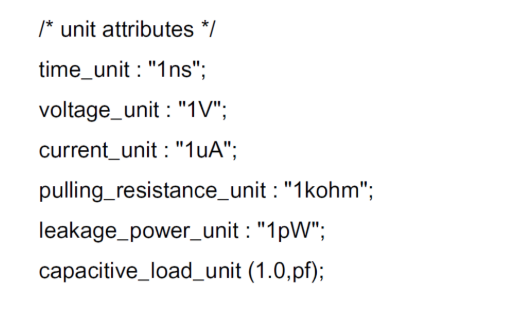 /* unit attributes */
time_unit : "1ns";
voltage_unit : "1V";
current_unit : "1uA";
pulling_resistance_unit : "1kohm";
leakage_power_unit : "1pW";
capacitive_load_unit (1.0,pf);